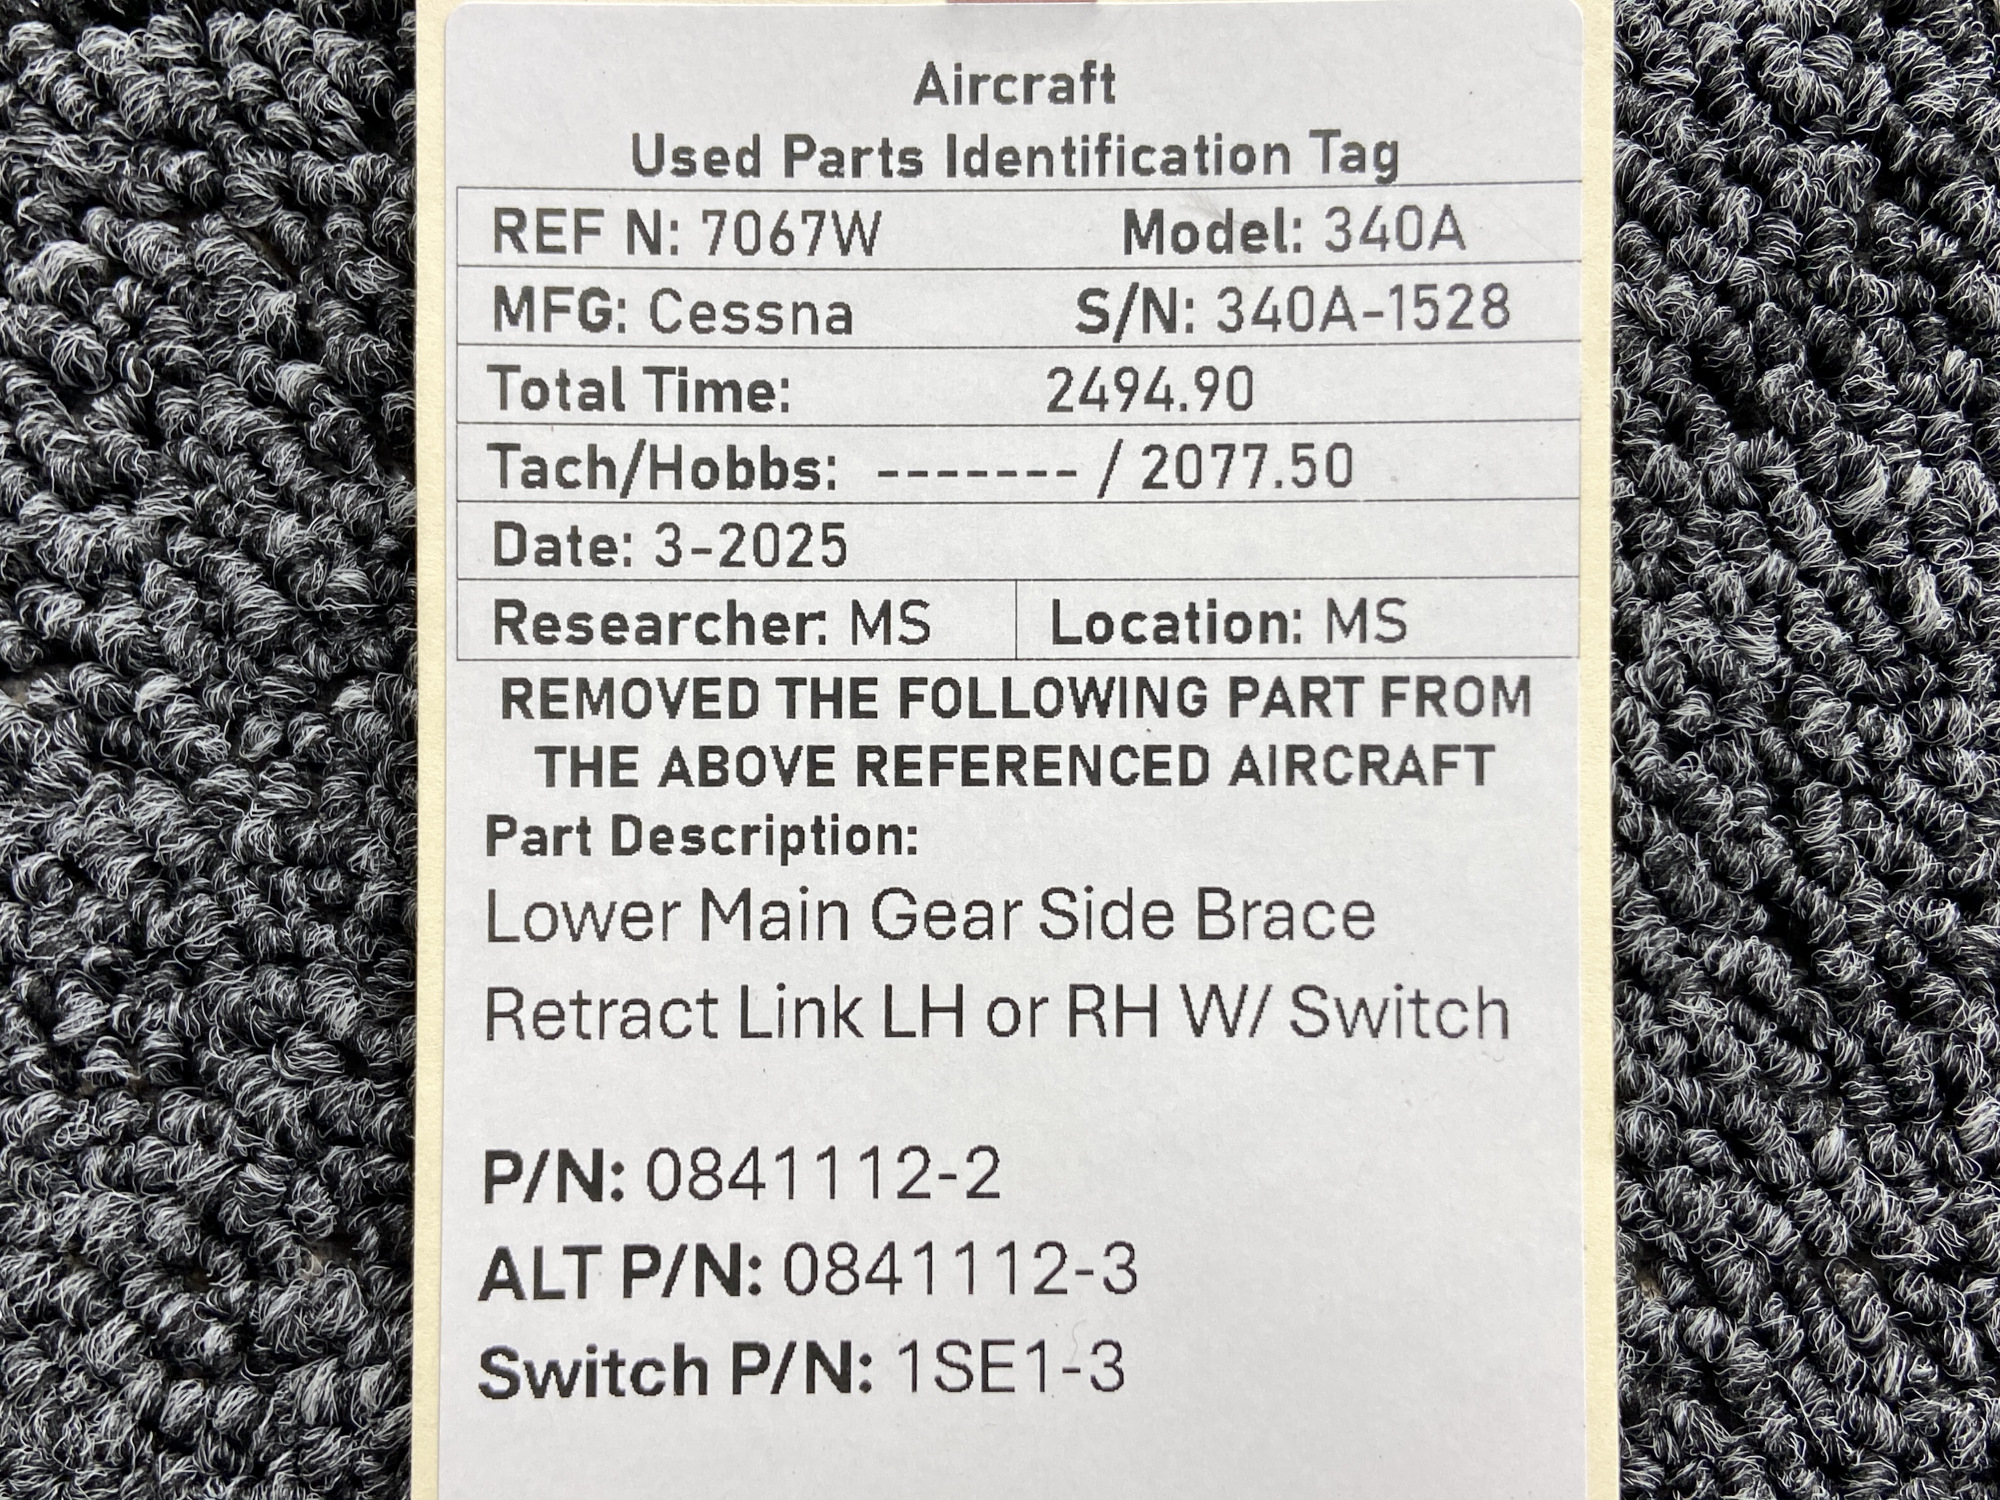 Aircraft
Used Parts Identification Tag
REF N: 7067W Model: 340A
MFG: Cessna S/N: 340A-1528
Total Time: 2494.90
Tach/Hobbs: ------- / 2077.50
Date: 3-2025
Researcher: MS Location: MS
REMOVED THE FOLLOWING PART FROM
THE ABOVE REFERENCED AIRCRAFT
Part Description:
Lower Main Gear Side Brace
Retract Link LH or RH W/ Switch
P/N: 0841112-2
ALT P/N: 0841112-3
Switch P/N: 1SE1-3